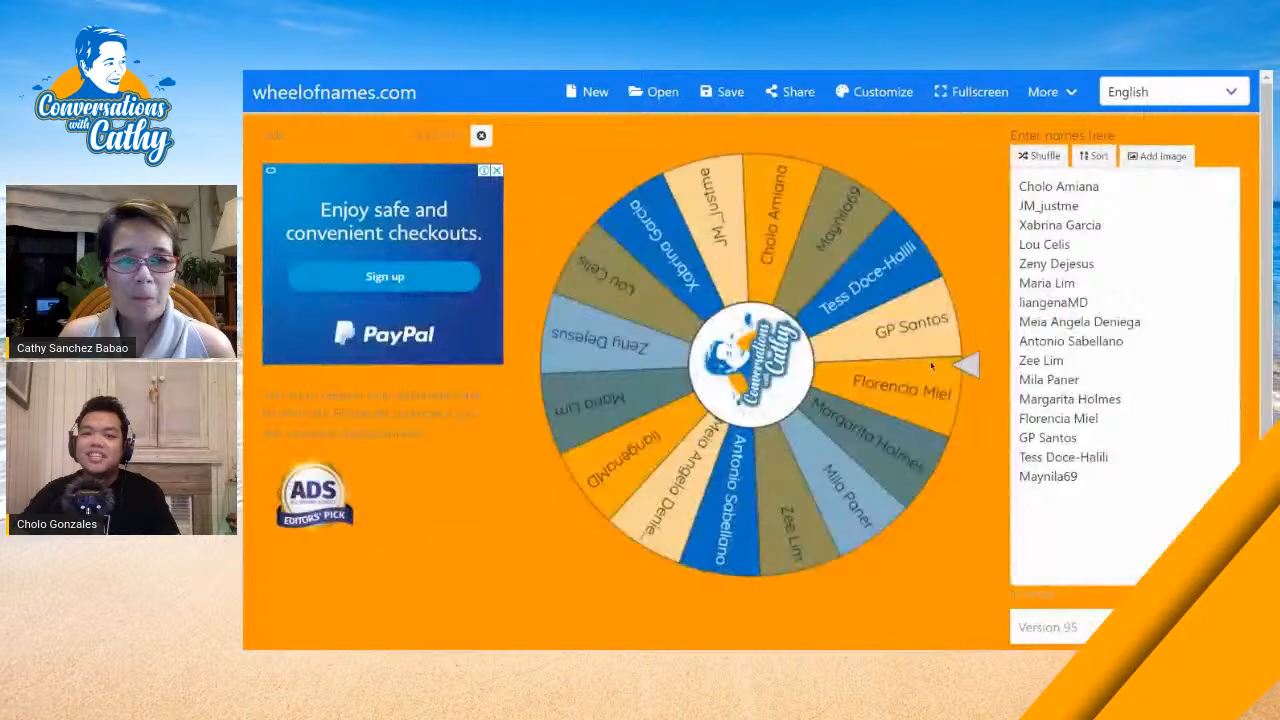 Conversations
with
Cathy
wheelofnames.com
New
Open
Save
Share
Customize
Fullscreen
More
English
Enjoy safe and
convenient checkouts.
Sign up
PayPal
ADS
EDITORS' PICK
Cathy Sanchez Babao
Cholo Gonzales
Cholo Amiana
Maynila69
Tess Doce-Halili
GP Santos
Florencia Miel
Margarita Holmes
Mila Paner
Zee Lim
Antonio Sabellano
Meia Angela Denie_
liangenaMD
Maria Lim
Zeny Dejesus
Lou Celis
Xabrina Garcia
JM_justme
Conversations
with
Cathy
Enter names here
Shuffle
Sort
Add image
Cholo Amiana
JM_justme
Xabrina Garcia
Lou Celis
Zeny Dejesus
Maria Lim
liangenaMD
Meia Angela Deniega
Antonio Sabellano
Zee Lim
Mila Paner
Margarita Holmes
Florencia Miel
GP Santos
Tess Doce-Halili
Maynila69
Version 95